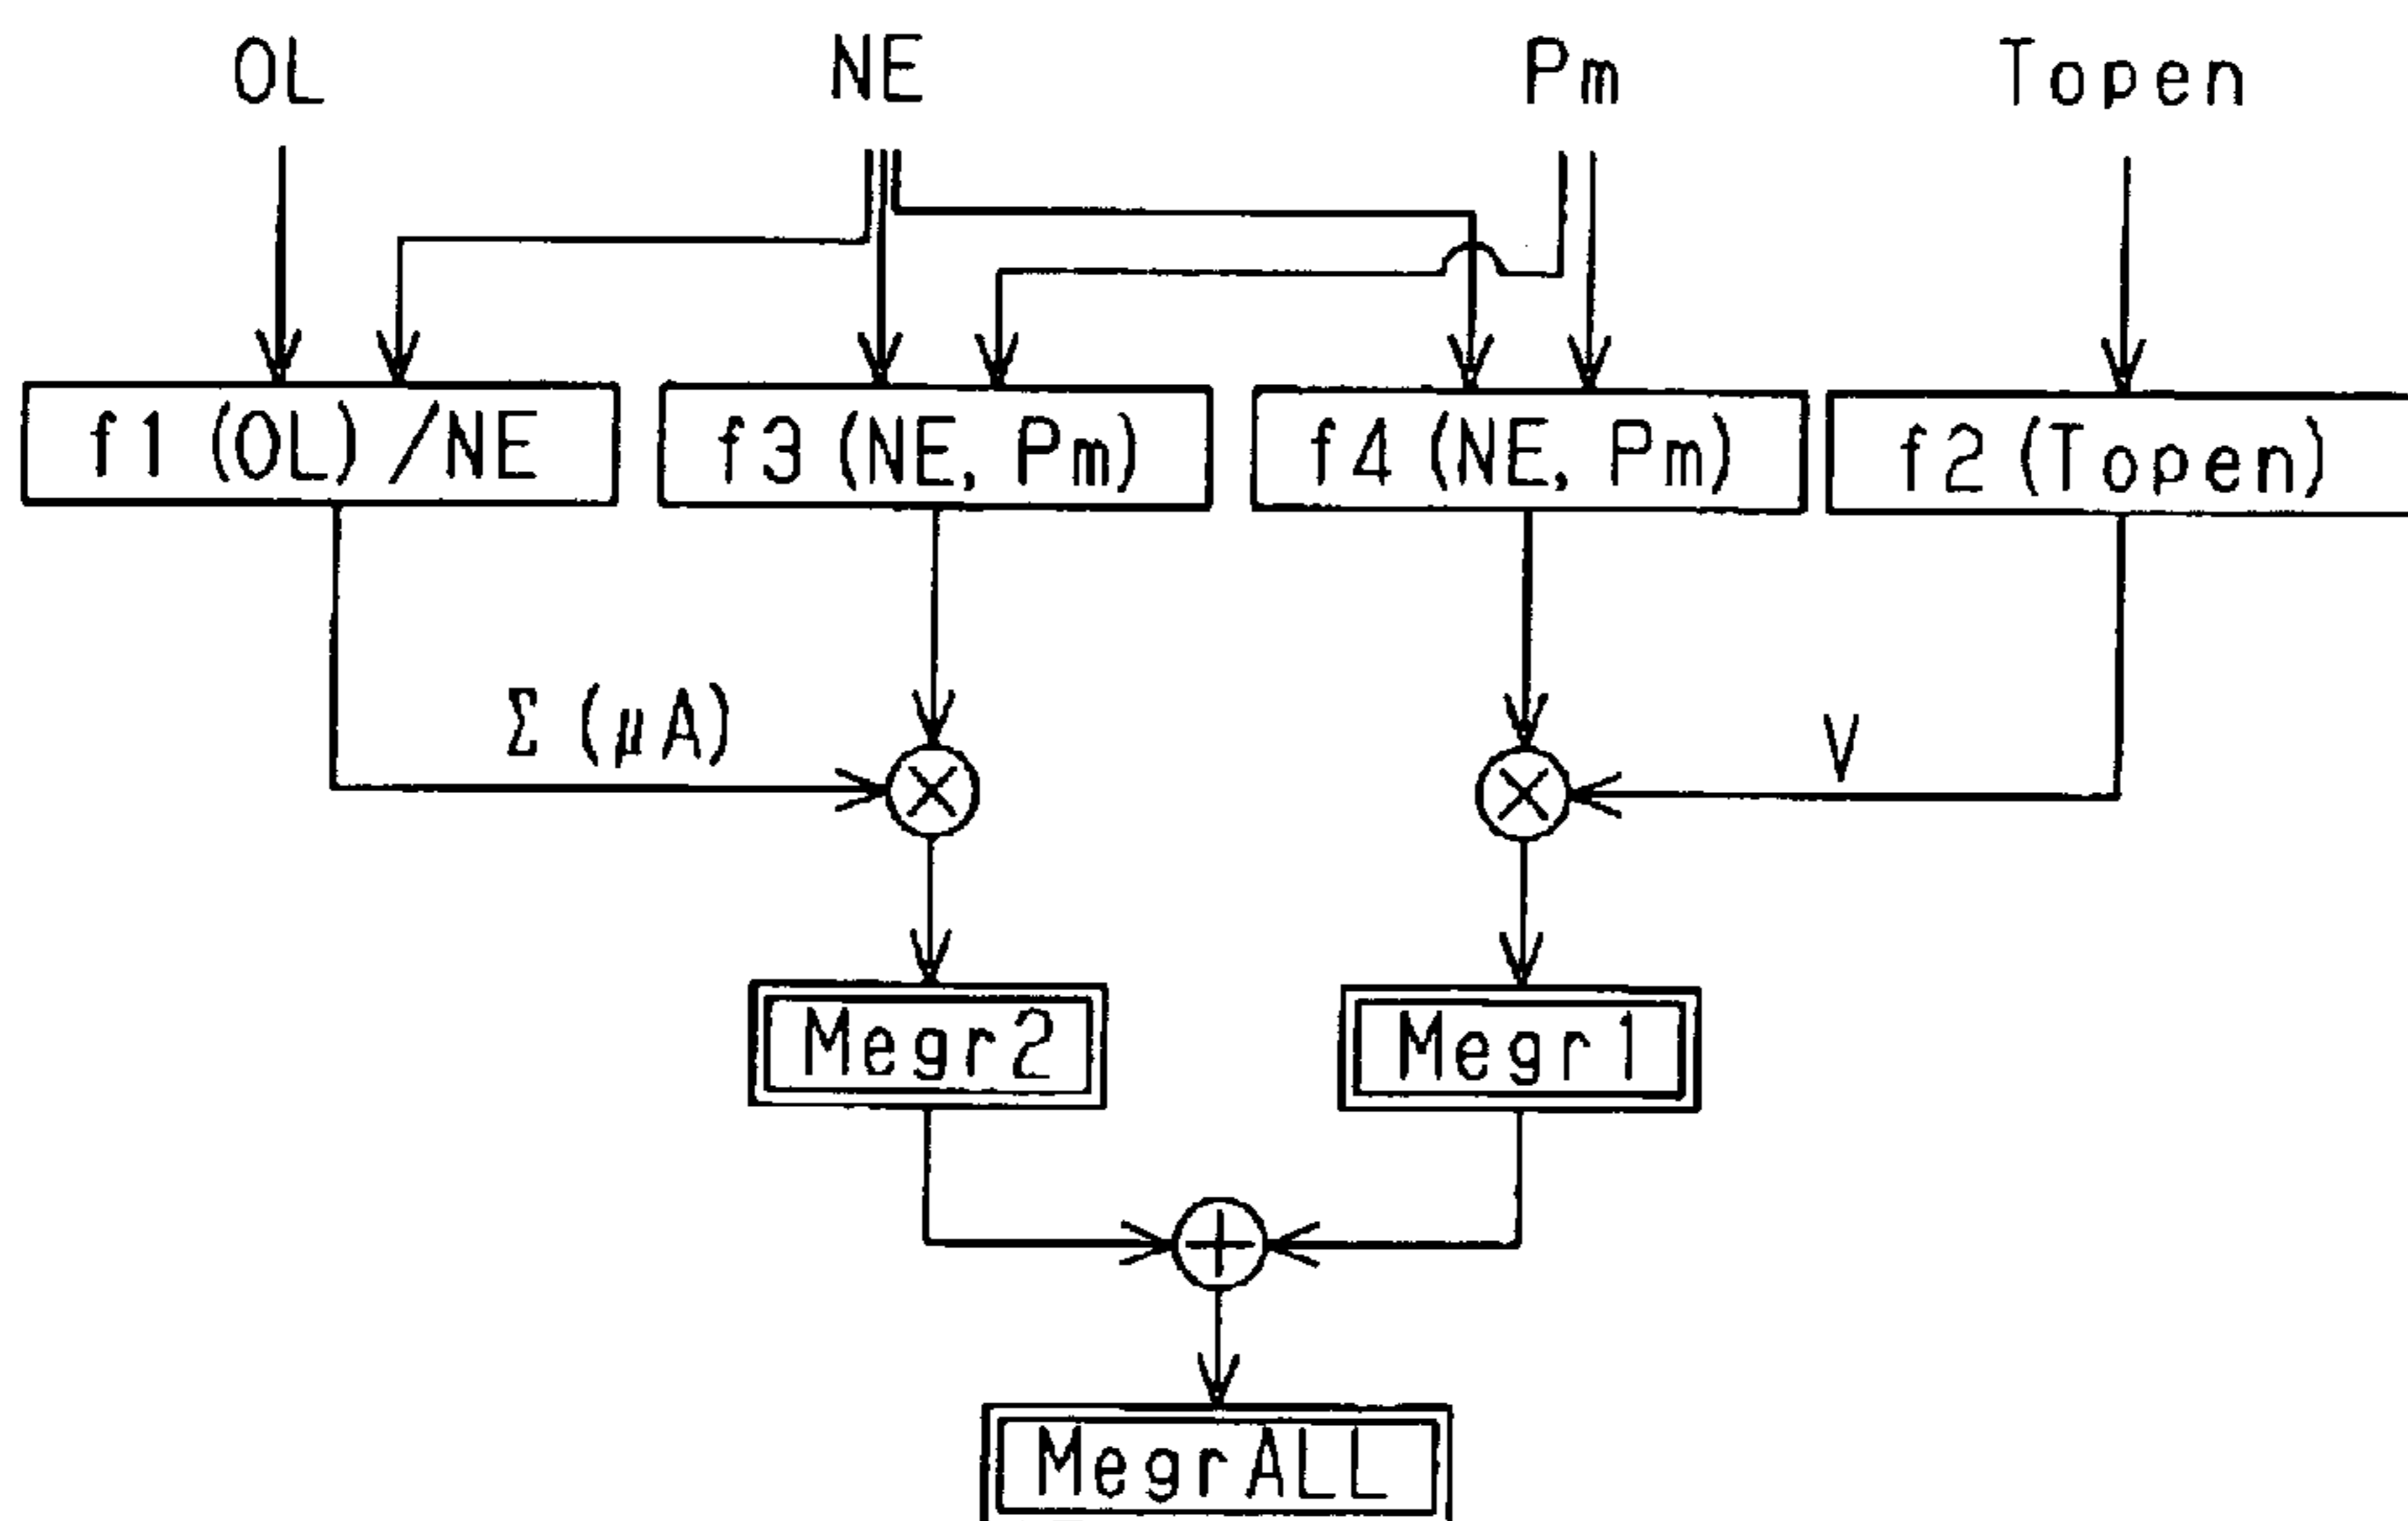 OL NE Pm Topen
f1(OL)/NE f3(NE, Pm) f4(NE, Pm) f2(Topen)
Σ(μA) V
Megr2 Megr1
MegrALL